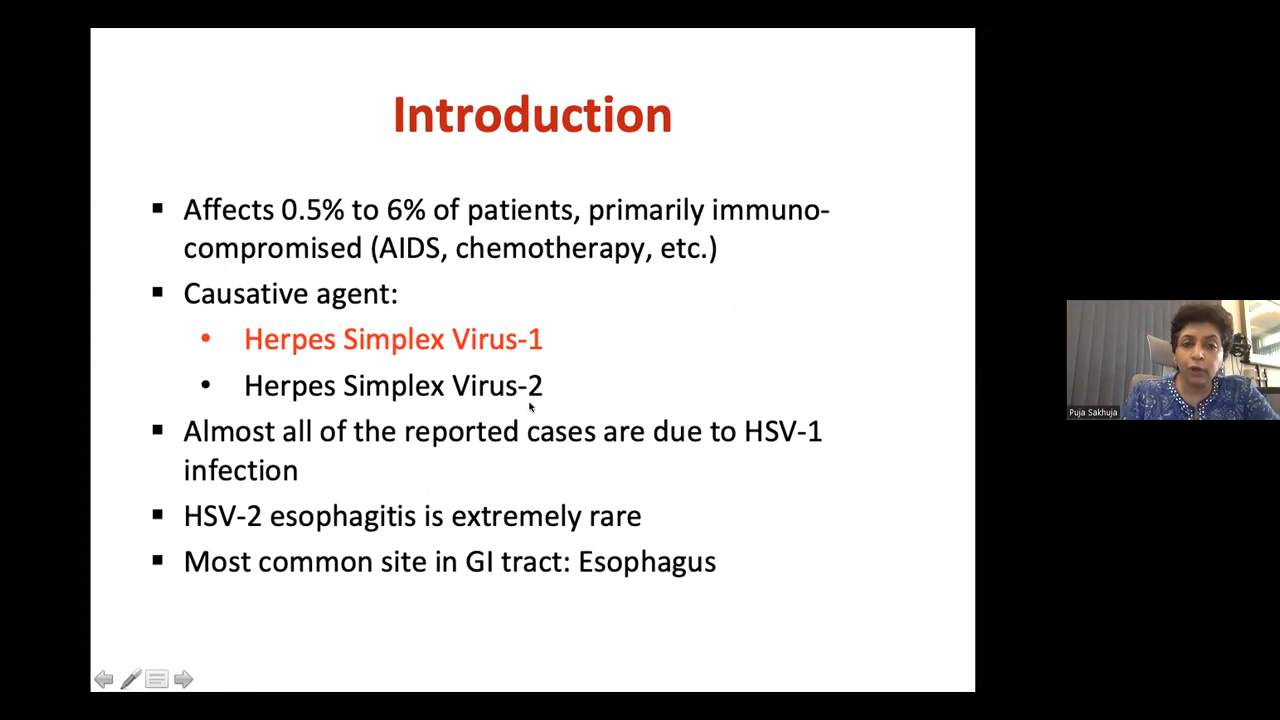 Introduction
▪ Affects 0.5% to 6% of patients, primarily immuno-
compromised (AIDS, chemotherapy, etc.)
▪ Causative agent:
• Herpes Simplex Virus-1
• Herpes Simplex Virus-2
▪ Almost all of the reported cases are due to HSV-1
infection
▪ HSV-2 esophagitis is extremely rare
▪ Most common site in GI tract: Esophagus
Puja Sakhuja